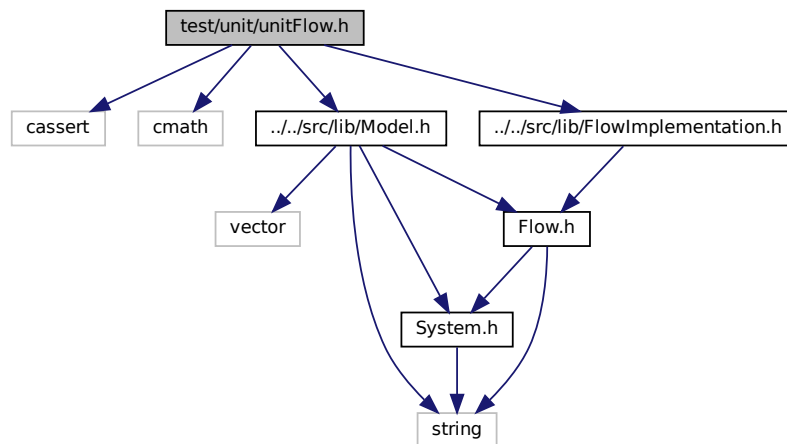 test/unit/unitFlow.h
cassert
cmath
../../src/lib/Model.h
../../src/lib/FlowImplementation.h
vector
Flow.h
System.h
string